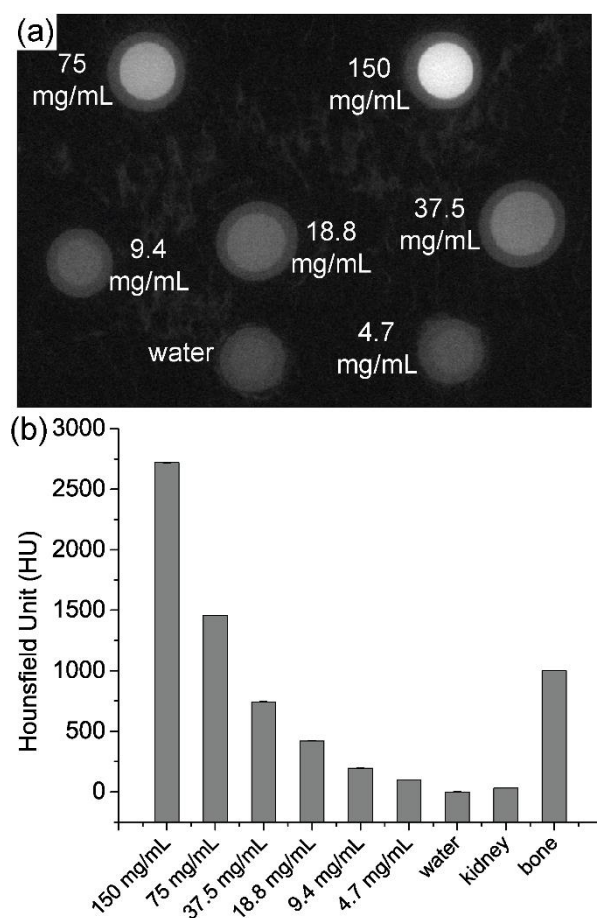 (a)
75
mg/mL
150
mg/mL
37.5
mg/mL
9.4
mg/mL
18.8
mg/mL
water
4.7
mg/mL
(b)
Hounsfield Unit (HU)
3000
2500
2000
1500
1000
500
0
150 mg/mL
75 mg/mL
37.5 mg/mL
18.8 mg/mL
9.4 mg/mL
4.7 mg/mL
water
kidney
bone